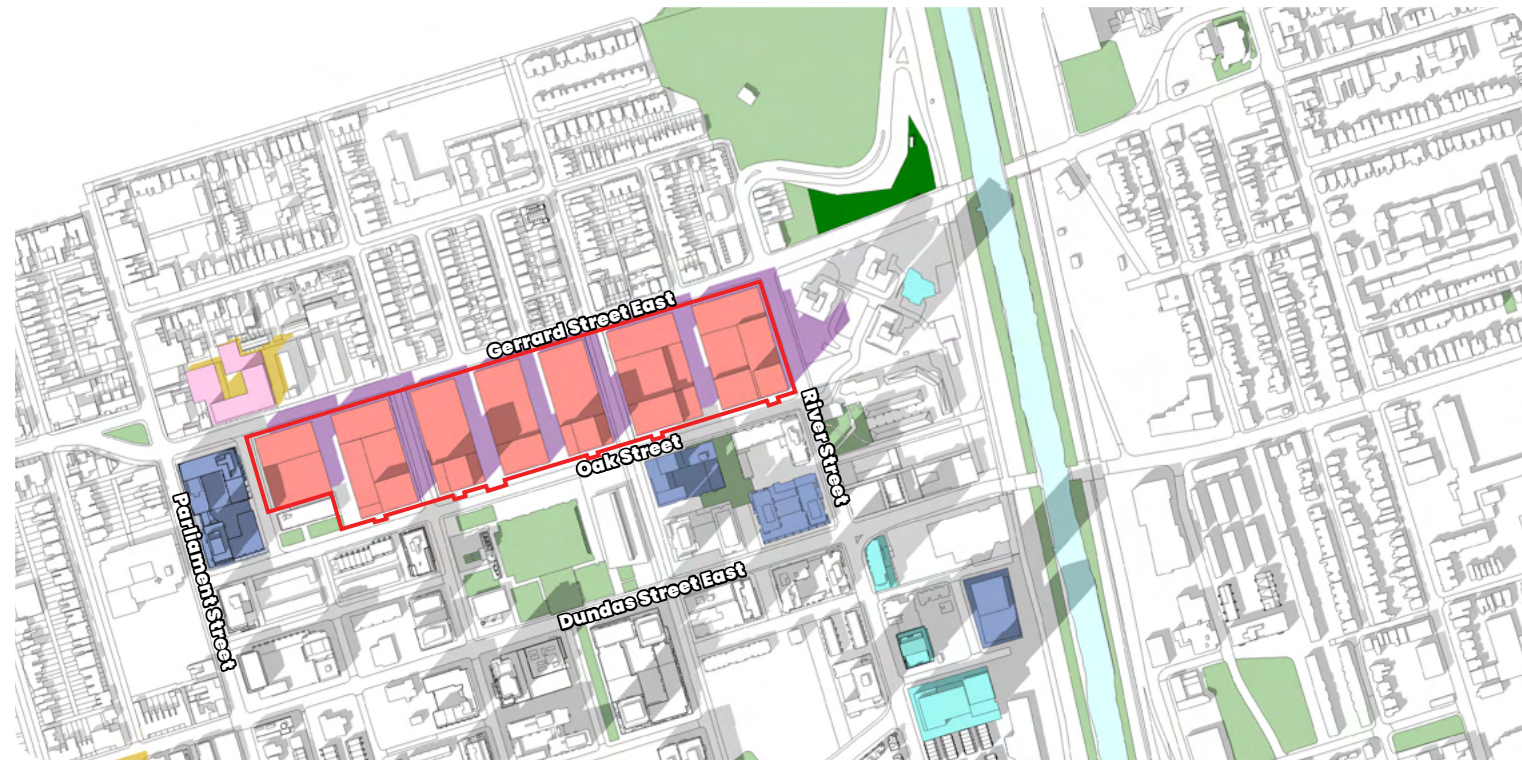 Gerrard Street East
Oak Street
River Street
Parliament Street
Dundas Street East